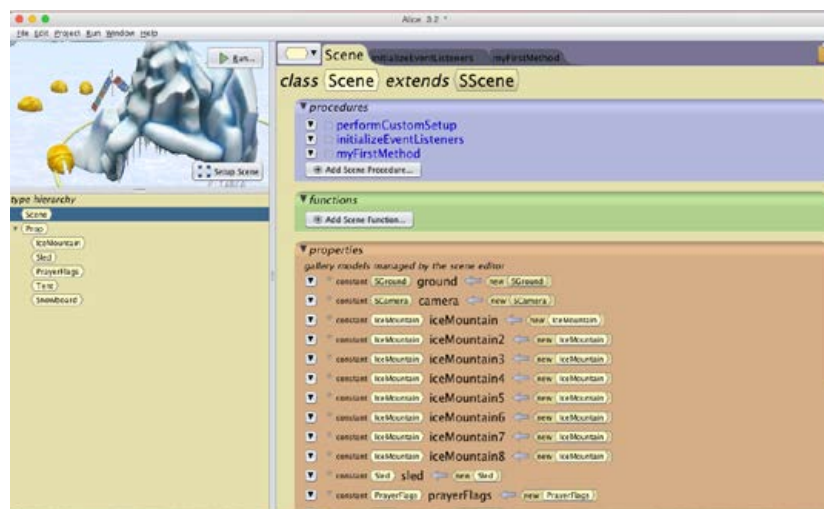 Alice 3.2 *
File Edit Project Run Window Help
Run...
Setup Scene
type hierarchy
Scene
Prop
IceMountain
Sled
PrayerFlags
Tent
Snowboard
Scene initializeEventListeners myFirstMethod
class Scene extends SScene
procedures
performCustomSetup
initializeEventListeners
myFirstMethod
Add Scene Procedure...
functions
Add Scene Function...
properties
gallery models managed by the scene editor
constant SGround ground new SGround
constant SCamera camera new SCamera
constant IceMountain iceMountain new IceMountain
constant IceMountain iceMountain2 new IceMountain
constant IceMountain iceMountain3 new IceMountain
constant IceMountain iceMountain4 new IceMountain
constant IceMountain iceMountain5 new IceMountain
constant IceMountain iceMountain6 new IceMountain
constant IceMountain iceMountain7 new IceMountain
constant IceMountain iceMountain8 new IceMountain
constant Sled sled new Sled
constant PrayerFlags prayerFlags new PrayerFlags